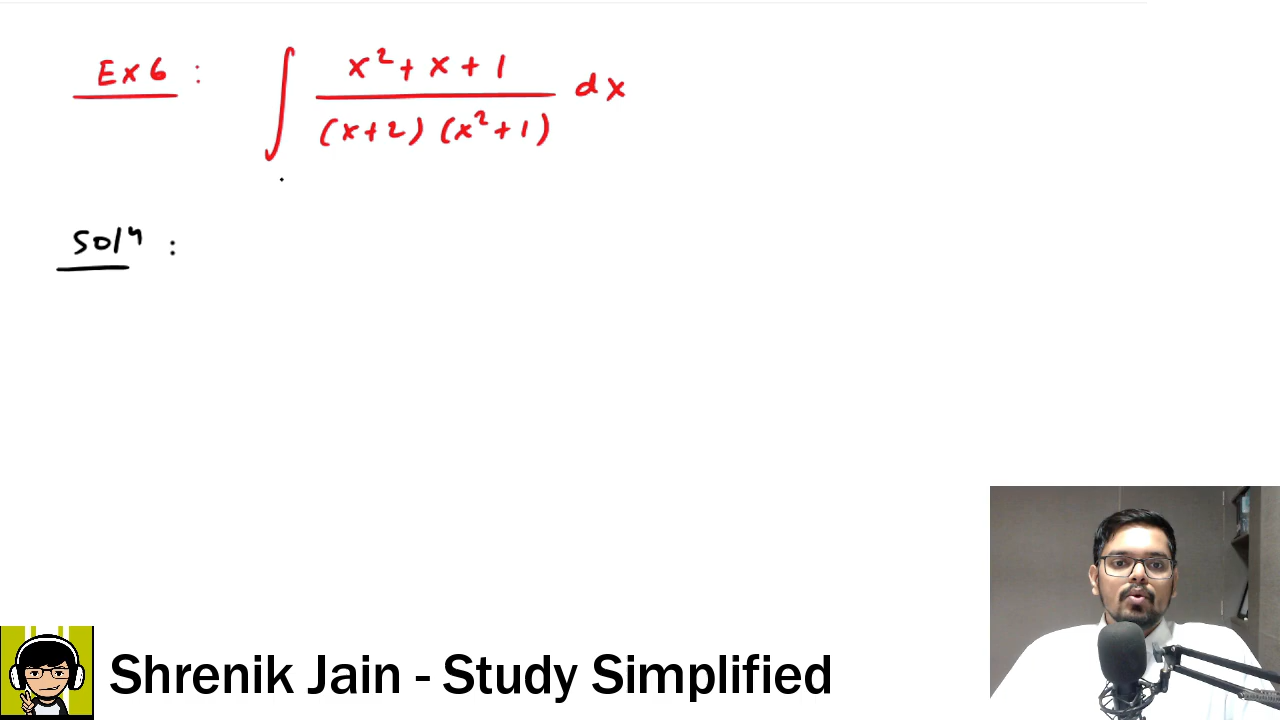 Ex 6 : ∫ (x² + x + 1) / ((x+2) (x²+1)) dx
Solⁿ :
Shrenik Jain - Study Simplified